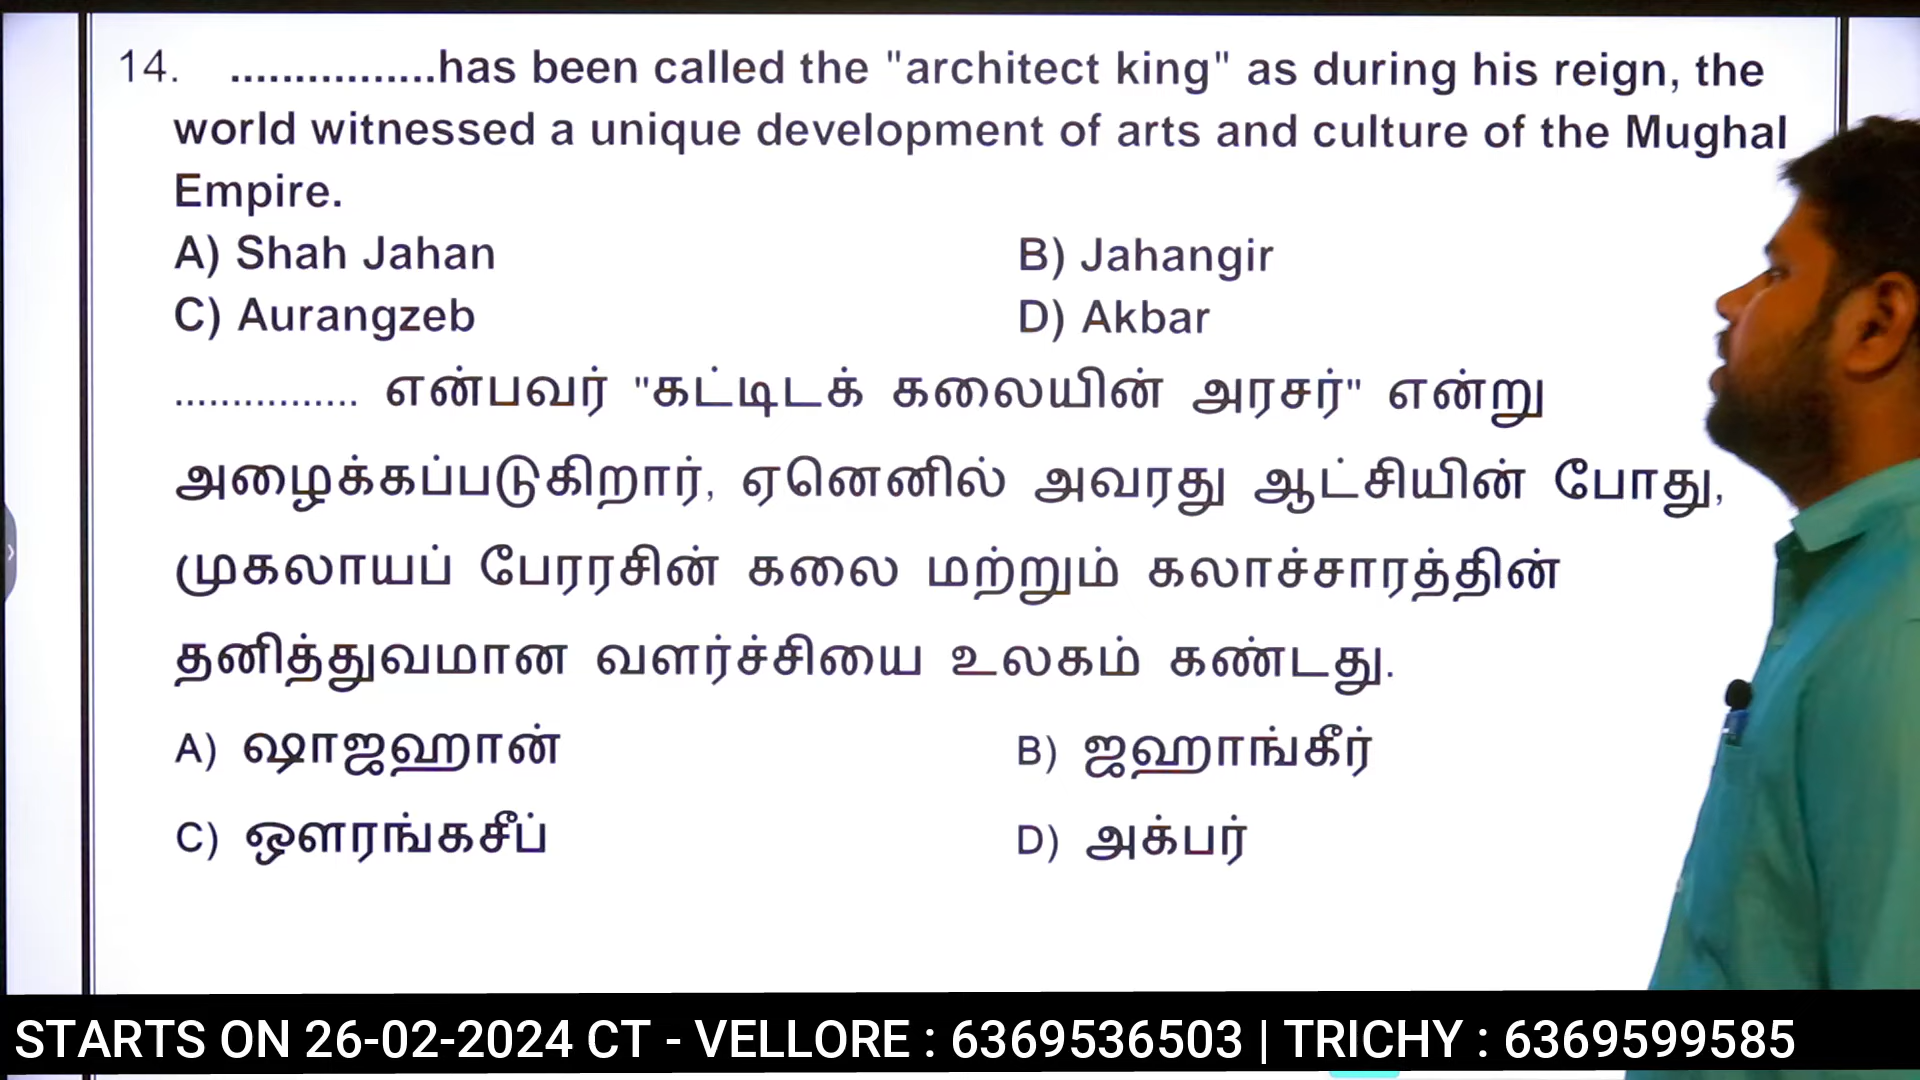 14. ................has been called the "architect king" as during his reign, the
world witnessed a unique development of arts and culture of the Mughal
Empire.
A) Shah Jahan B) Jahangir
C) Aurangzeb D) Akbar
................ என்பவர் "கட்டிடக் கலையின் அரசர்" என்று
அழைக்கப்படுகிறார், ஏனெனில் அவரது ஆட்சியின் போது,
முகலாயப் பேரரசின் கலை மற்றும் கலாச்சாரத்தின்
தனித்துவமான வளர்ச்சியை உலகம் கண்டது.
A) ஷாஜஹான் B) ஜஹாங்கீர்
C) ஔரங்கசீப் D) அக்பர்
STARTS ON 26-02-2024 CT - VELLORE : 6369536503 | TRICHY : 6369599585